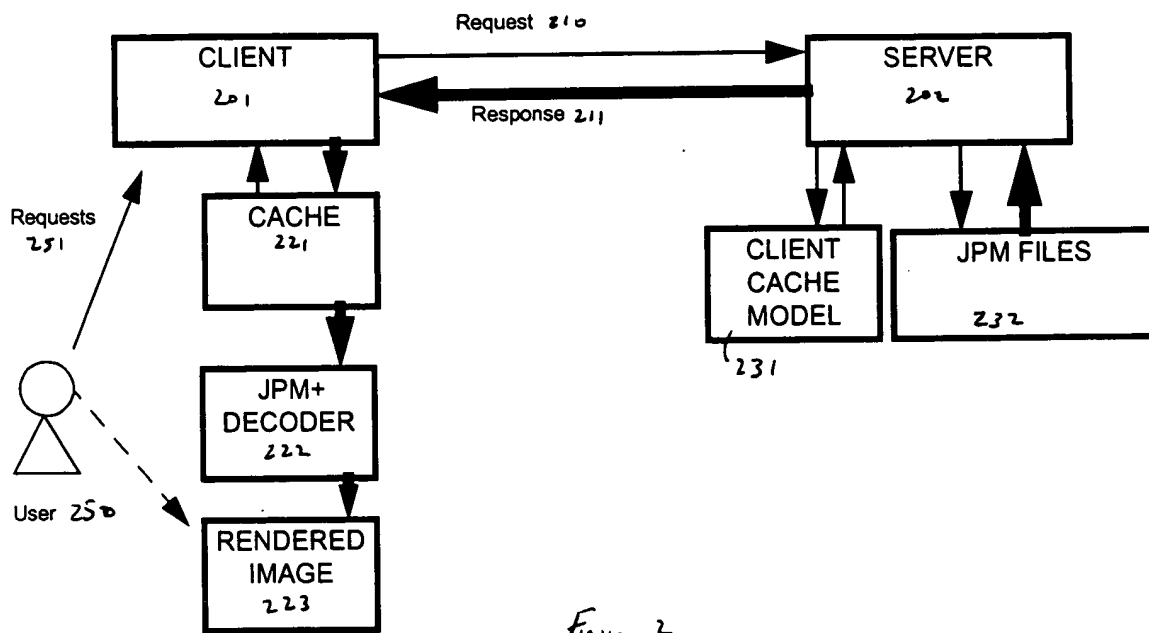 Request 210
CLIENT
201
SERVER
202
Response 211
Requests
251
CACHE
221
CLIENT
CACHE
MODEL
231
JPM FILES
232
JPM+
DECODER
222
User 250
RENDERED
IMAGE
223
Figure 2